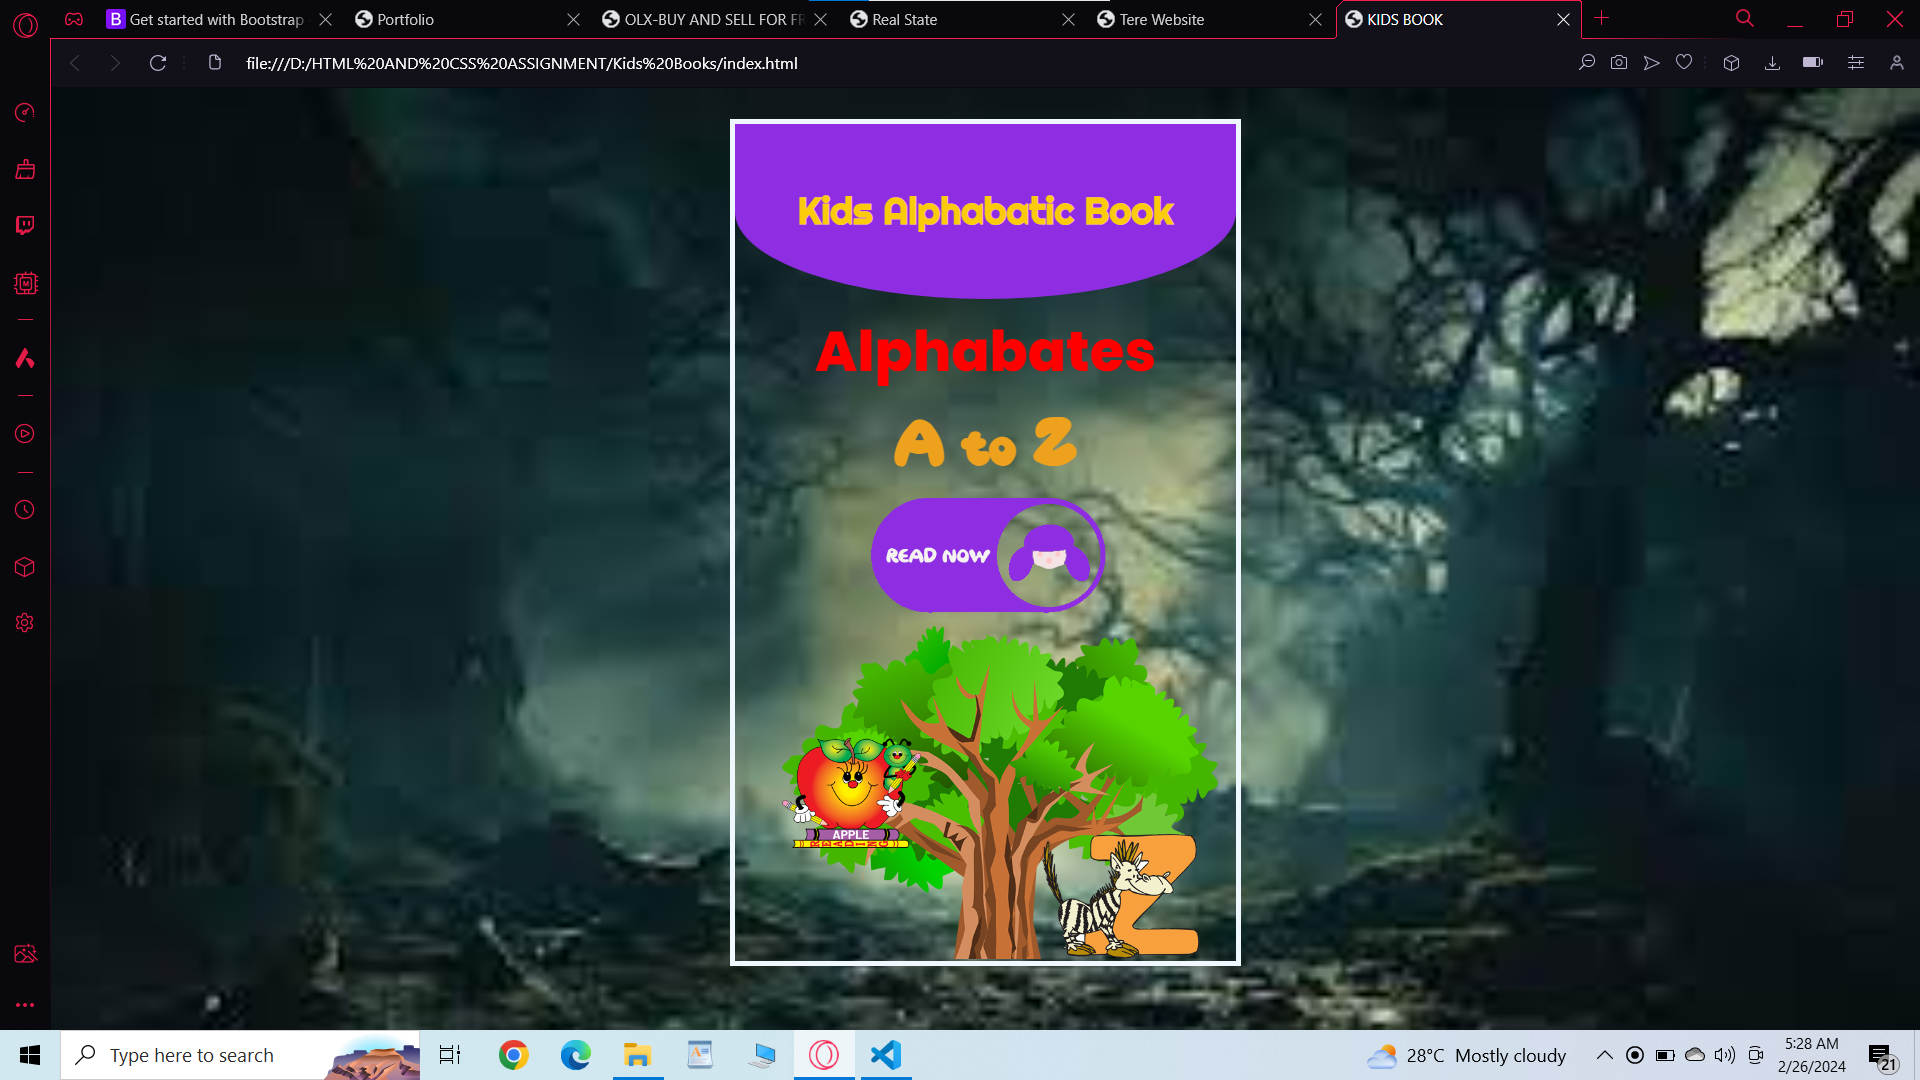 Get started with Bootstrap
Portfolio
OLX-BUY AND SELL FOR FR
Real State
Tere Website
KIDS BOOK
file:///D:/HTML%20AND%20CSS%20ASSIGNMENT/Kids%20Books/index.html
Kids Alphabatic Book
Alphabates
A to Z
READ NOW
APPLE
READING
Z
Type here to search
28°C Mostly cloudy
5:28 AM
2/26/2024
21